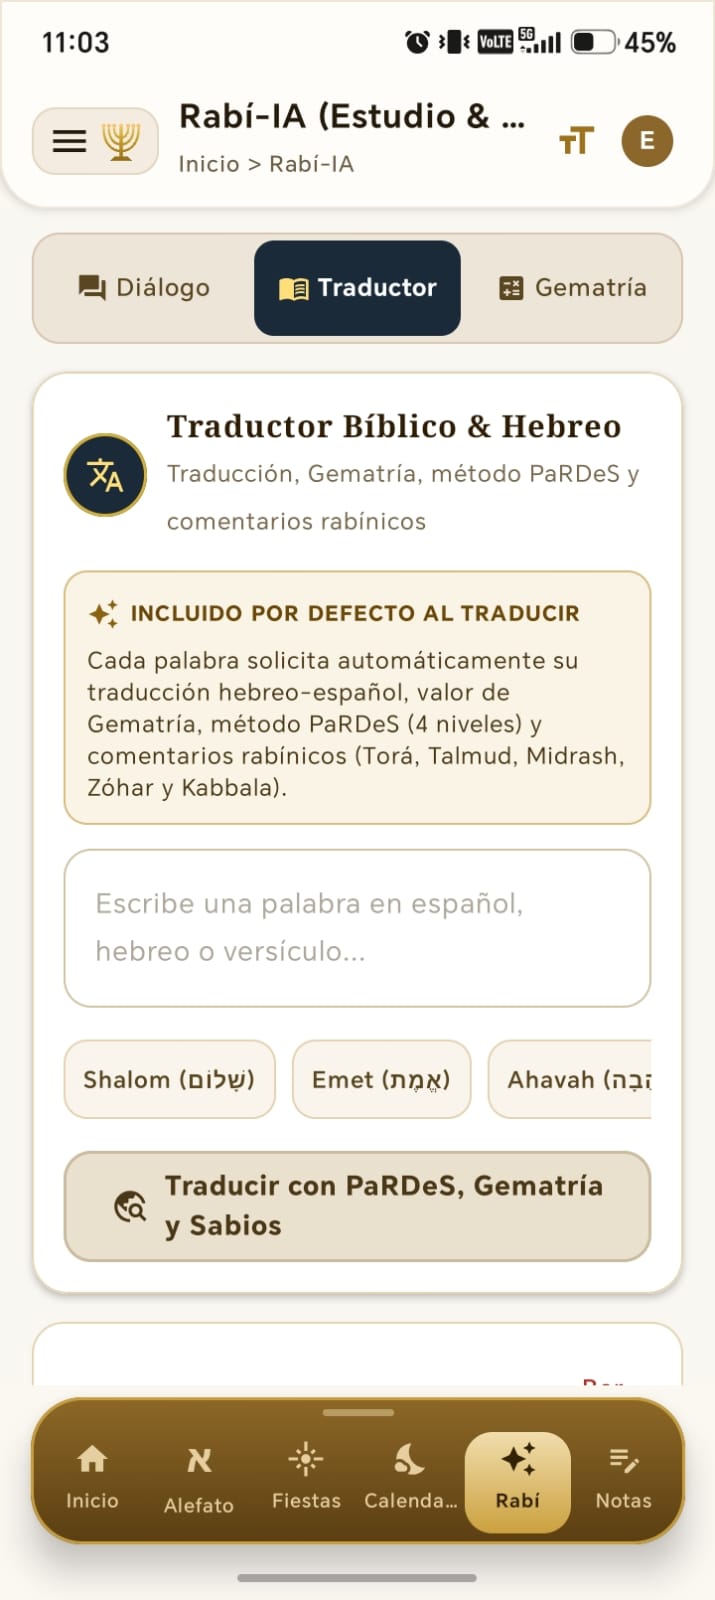 11:03
VoLTE 5G 45%
Rabí-IA (Estudio & ...
Inicio > Rabí-IA
E
Diálogo
Traductor
Gematría
Traductor Bíblico & Hebreo
Traducción, Gematría, método PaRDeS y
comentarios rabínicos
INCLUIDO POR DEFECTO AL TRADUCIR
Cada palabra solicita automáticamente su
traducción hebreo-español, valor de
Gematría, método PaRDeS (4 niveles) y
comentarios rabínicos (Torá, Talmud, Midrash,
Zóhar y Kabbala).
Escribe una palabra en español,
hebreo o versículo...
Shalom (שָׁלוֹם)
Emet (אֱמֶת)
Ahavah (
Traducir con PaRDeS, Gematría
y Sabios
Inicio
א
Alefato
Fiestas
Calenda...
Rabí
Notas